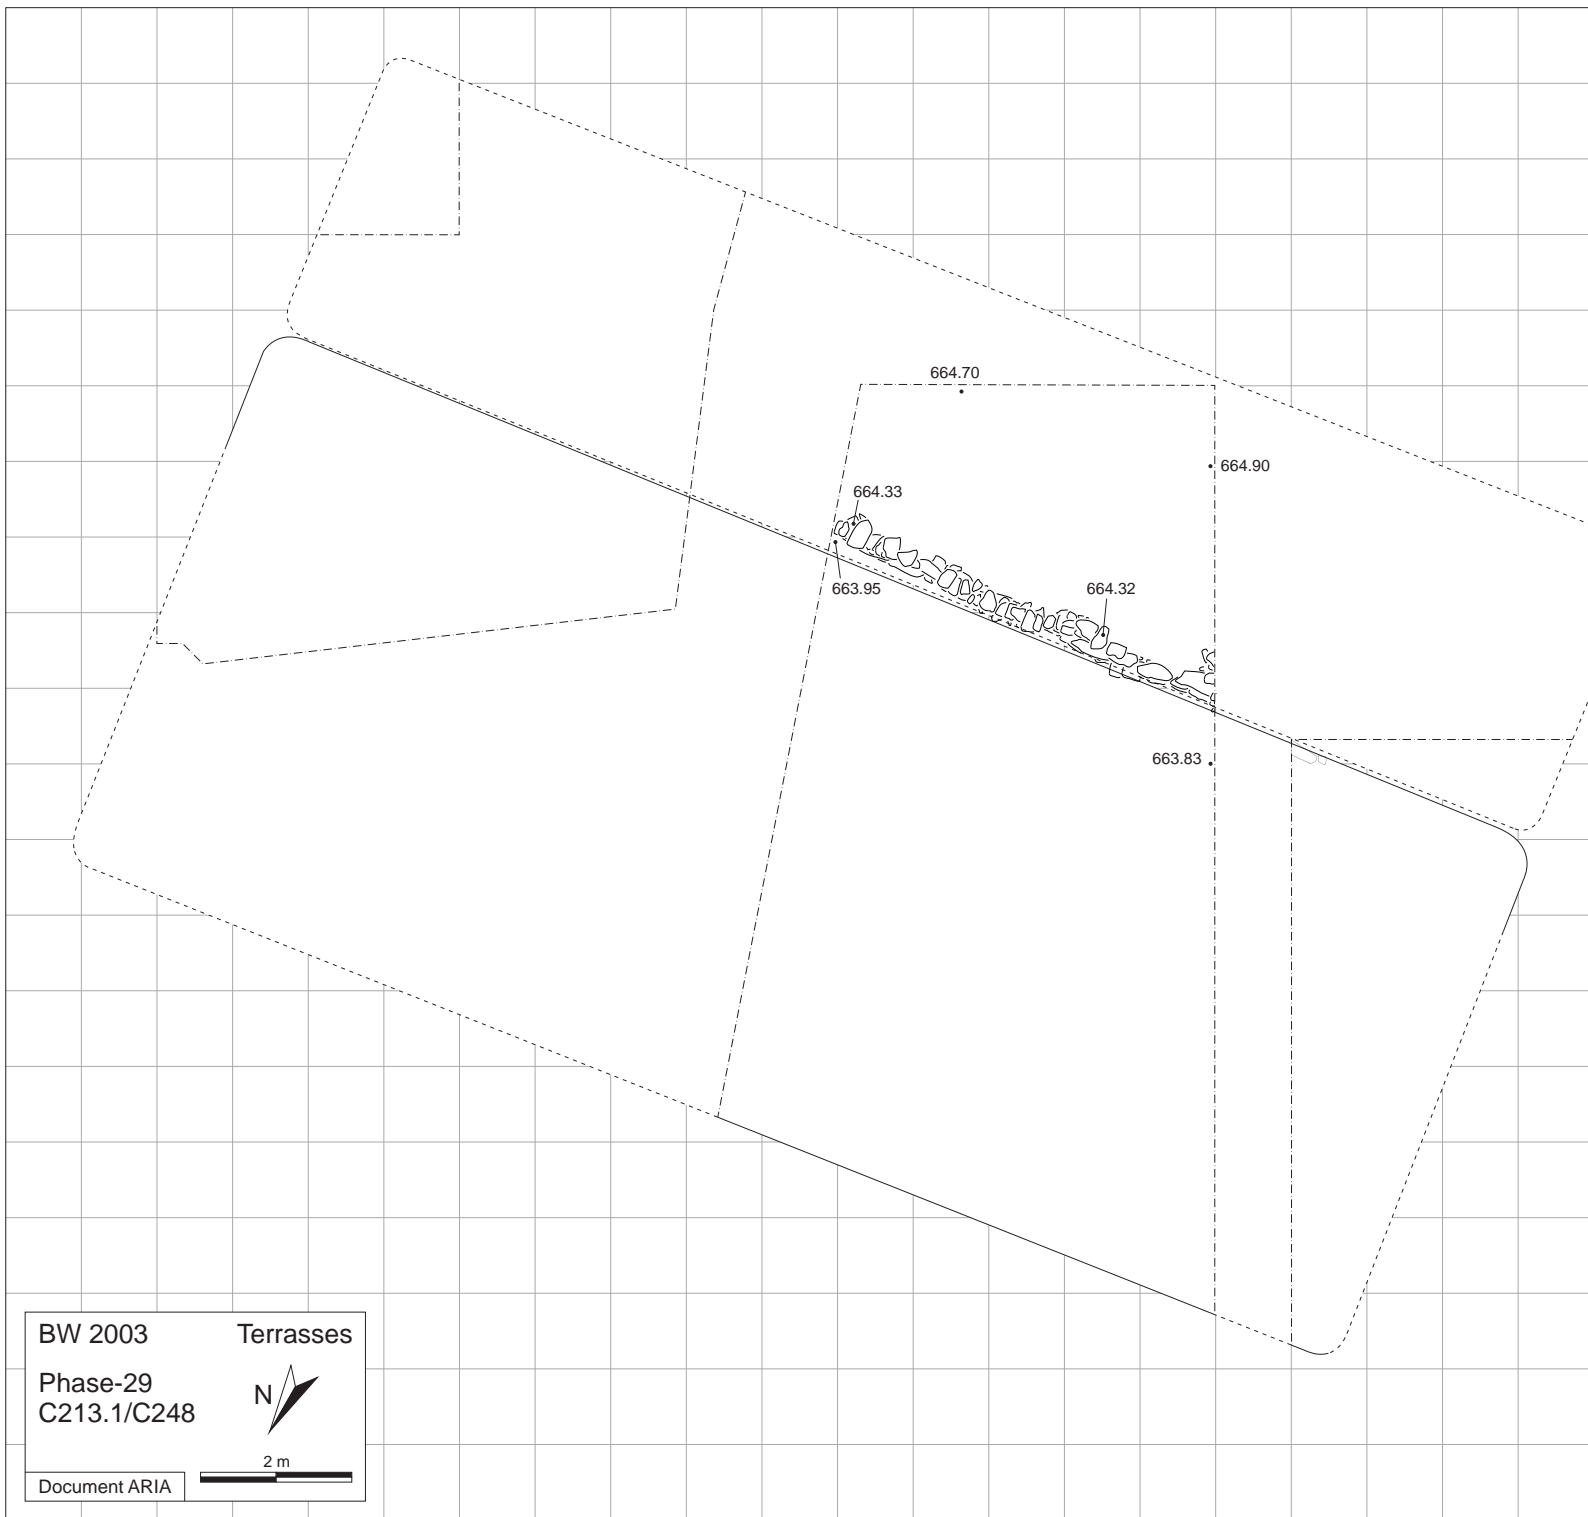 664.70
664.90
664.33
663.95
664.32
663.83
BW 2003 Terrasses
Phase-29
C213.1/C248
N
2 m
Document ARIA